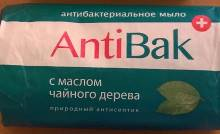 антибактериальное мыло
AntiBak
с маслом
чайного дерева
природный антисептик